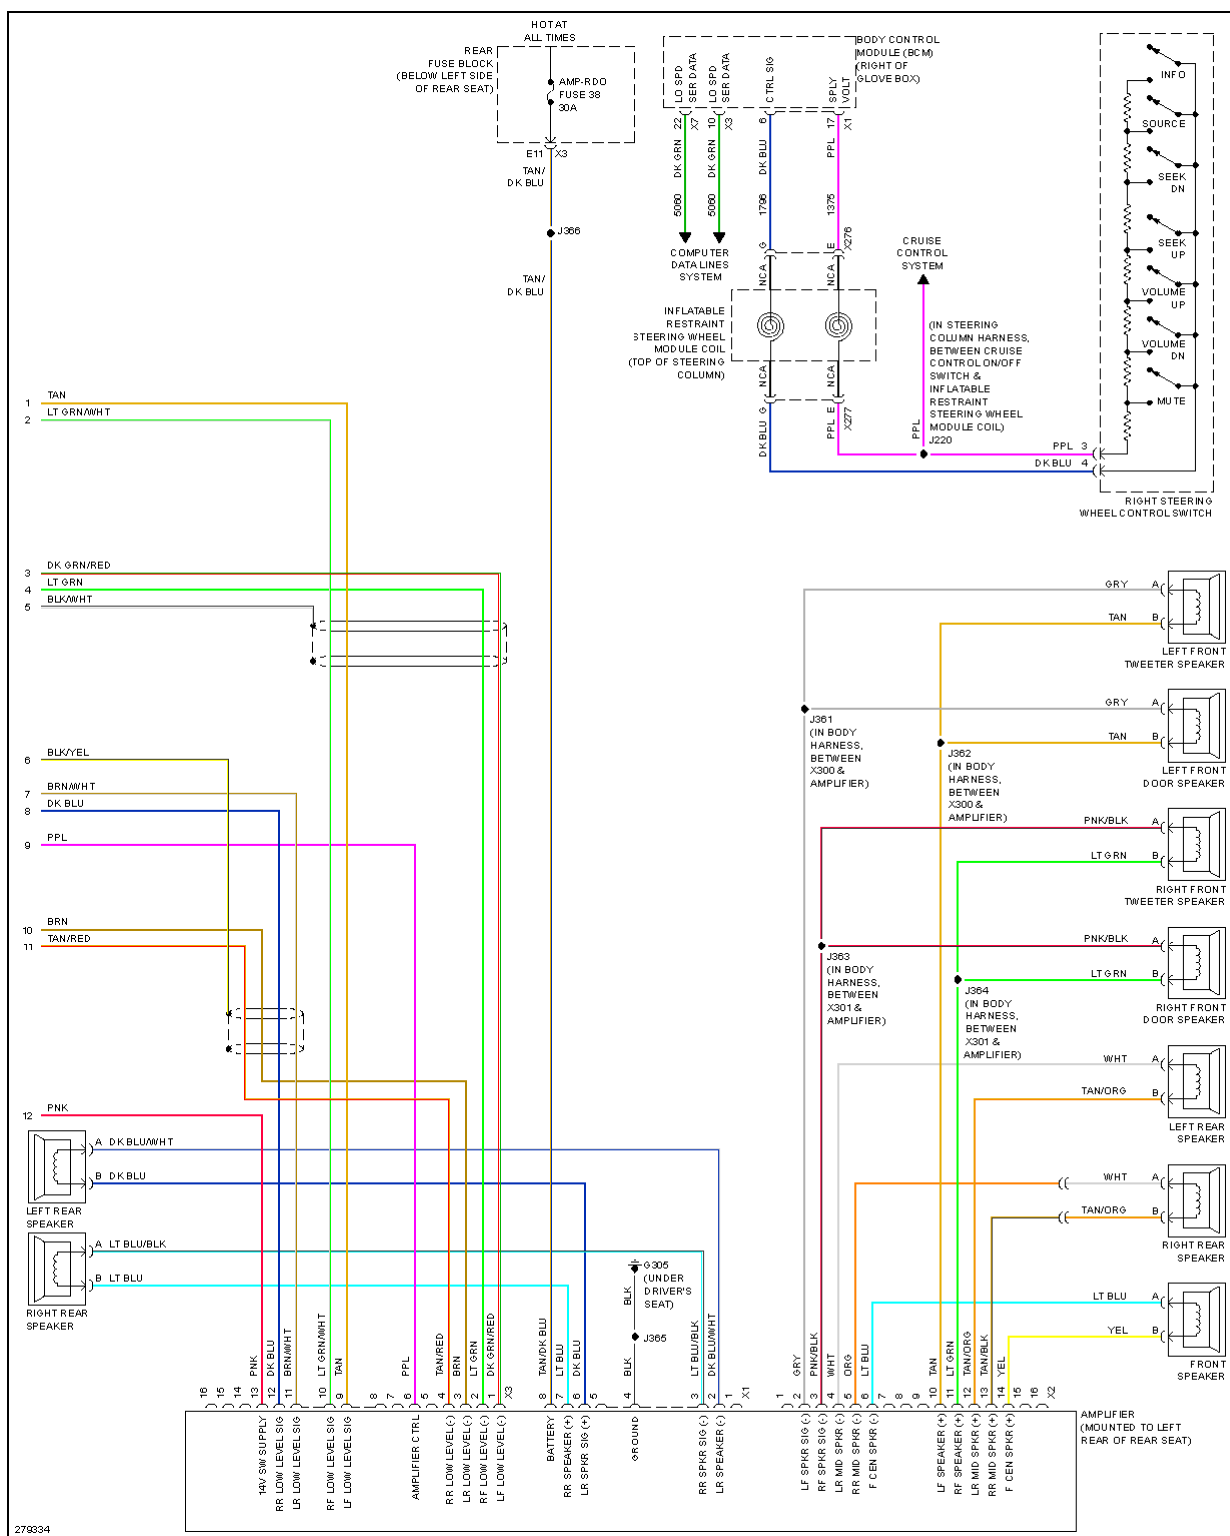 HOT AT
ALL TIMES
REAR
FUSE BLOCK
(BELOW LEFT SIDE
OF REAR SEAT)
AMP-RDO
FUSE 38
30A
E11 X3
TAN/
DK BLU
J366
TAN/
DK BLU
BODY CONTROL
MODULE (BCM)
(RIGHT OF
GLOVE BOX)
LO SPD
SER DATA
LO SPD
SER DATA
CTRL SIG
SPLY
VOLT
22 X7
10 X3
6
17 X1
DK GRN
DK GRN
DK BLU
PPL
5060
5060
1796
1375
G
E X276
COMPUTER
DATA LINES
SYSTEM
NCA
NCA
INFLATABLE
RESTRAINT
STEERING WHEEL
MODULE COIL
(TOP OF STEERING
COLUMN)
NCA
NCA
G
E X277
DK BLU
PPL
CRUISE
CONTROL
SYSTEM
(IN STEERING
COLUMN HARNESS,
BETWEEN CRUISE
CONTROL ON/OFF
SWITCH &
INFLATABLE
RESTRAINT
STEERING WHEEL
MODULE COIL)
PPL
J220
PPL 3
DK BLU 4
INFO
SOURCE
SEEK
DN
SEEK
UP
VOLUME
UP
VOLUME
DN
MUTE
RIGHT STEERING
WHEEL CONTROL SWITCH
1 TAN
2 LT GRN/WHT
3 DK GRN/RED
4 LT GRN
5 BLK/WHT
6 BLK/YEL
7 BRN/WHT
8 DK BLU
9 PPL
10 BRN
11 TAN/RED
12 PNK
A DK BLU/WHT
B DK BLU
LEFT REAR
SPEAKER
A LT BLU/BLK
B LT BLU
RIGHT REAR
SPEAKER
G305
(UNDER
DRIVER'S
SEAT)
BLK
J365
BLK
GRY A
TAN B
LEFT FRONT
TWEETER SPEAKER
GRY A
TAN B
LEFT FRONT
DOOR SPEAKER
J361
(IN BODY
HARNESS,
BETWEEN
X300 &
AMPLIFIER)
J362
(IN BODY
HARNESS,
BETWEEN
X300 &
AMPLIFIER)
PNK/BLK A
LT GRN B
RIGHT FRONT
TWEETER SPEAKER
PNK/BLK A
LT GRN B
RIGHT FRONT
DOOR SPEAKER
J363
(IN BODY
HARNESS,
BETWEEN
X301 &
AMPLIFIER)
J364
(IN BODY
HARNESS,
BETWEEN
X301 &
AMPLIFIER)
WHT A
TAN/ORG B
LEFT REAR
SPEAKER
WHT A
TAN/ORG B
RIGHT REAR
SPEAKER
LT BLU A
YEL B
FRONT
SPEAKER
PNK
DK BLU
BRN/WHT
LT GRN/WHT
TAN
PPL
TAN/RED
BRN
LT GRN
DK GRN/RED
TAN/DK BLU
LT BLU
DK BLU
LT BLU/BLK
DK BLU/WHT
GRY
PNK/BLK
WHT
ORG
LT BLU
TAN
LT GRN
TAN/ORG
TAN/BLK
YEL
16 15 14 13 12 11 10 9 8 7 6 5 4 3 2 1 X3
8 7 6 5 4 3 2 1 X1
1 2 3 4 5 6 7 8 9 10 11 12 13 14 15 16 X2
14V SW SUPPLY
RR LOW LEVEL SIG
LR LOW LEVEL SIG
RF LOW LEVEL SIG
LF LOW LEVEL SIG
AMPLIFIER CTRL
RR LOW LEVEL(-)
LR LOW LEVEL(-)
RF LOW LEVEL(-)
LF LOW LEVEL(-)
BATTERY
RR SPEAKER (+)
LR SPKR SIG (+)
GROUND
RR SPKR SIG (-)
LR SPEAKER (-)
LF SPKR SIG (-)
RF SPKR SIG (-)
LR MID SPKR (-)
RR MID SPKR (-)
F CEN SPKR (-)
LF SPEAKER (+)
RF SPEAKER (+)
LR MID SPKR (+)
RR MID SPKR (+)
F CEN SPKR (+)
AMPLIFIER
(MOUNTED TO LEFT
REAR OF REAR SEAT)
279334